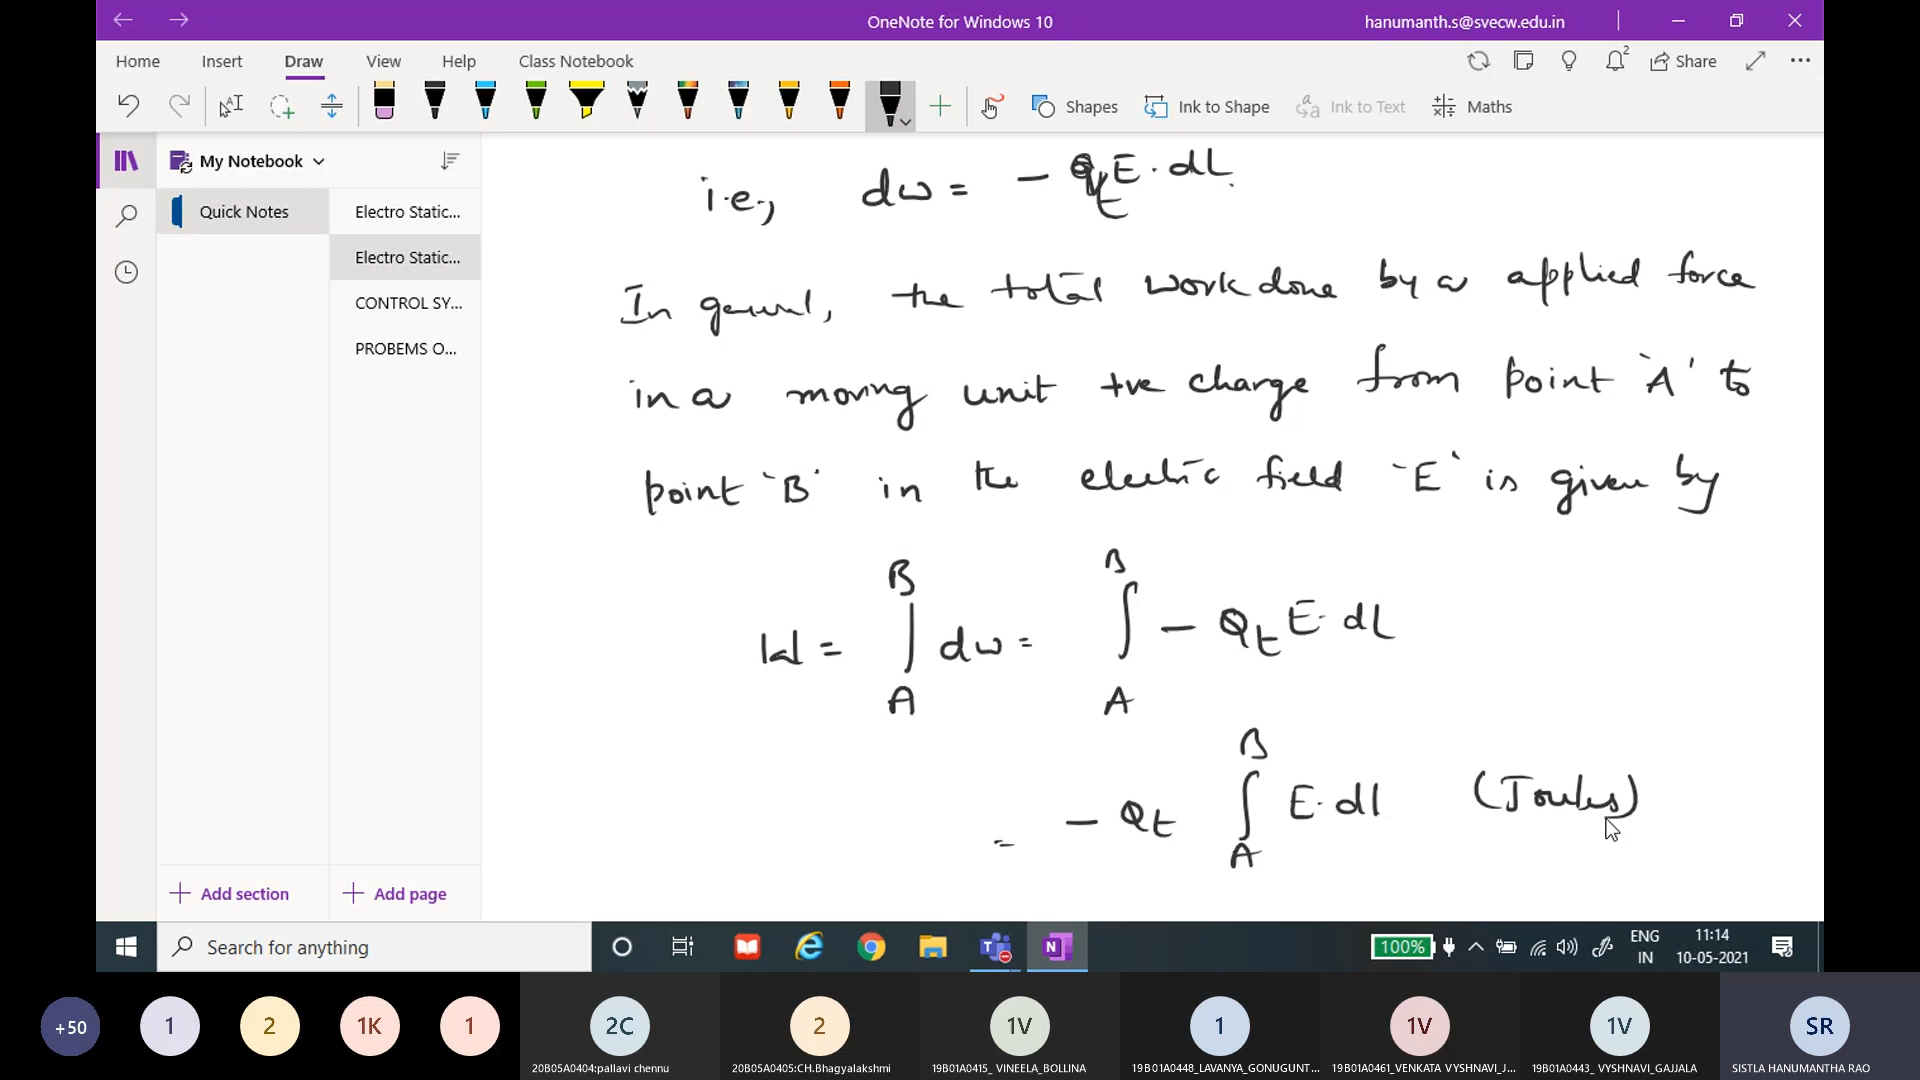 OneNote for Windows 10
hanumanth.s@svecw.edu.in
Home Insert Draw View Help Class Notebook
2 Share
Shapes Ink to Shape Ink to Text Maths
My Notebook
Quick Notes
Electro Static...
Electro Static...
CONTROL SY...
PROBEMS O...
i.e., dw = - Qt E . dL.
In general, the total workdone by a applied force
in a moving unit +ve charge from point 'A' to
point 'B' in the electric field 'E' is given by
W = ∫ᴀᴮ dw = ∫ᴀᴮ - Qt E. dL
= - Qt ∫ᴀᴮ E. dl (Joules)
Add section Add page
Search for anything
100% ENG IN 11:14 10-05-2021
+50 1 2 1K 1 2C 2 1V 1 1V 1V SR
20B05A0404:pallavi chennu 20B05A0405:CH.Bhagyalakshmi 19B01A0415_ VINEELA_BOLLINA 19B01A0448_LAVANYA_GONUGUNT... 19B01A0461_VENKATA VYSHNAVI_J... 19B01A0443_ VYSHNAVI_GAJJALA SISTLA HANUMANTHA RAO